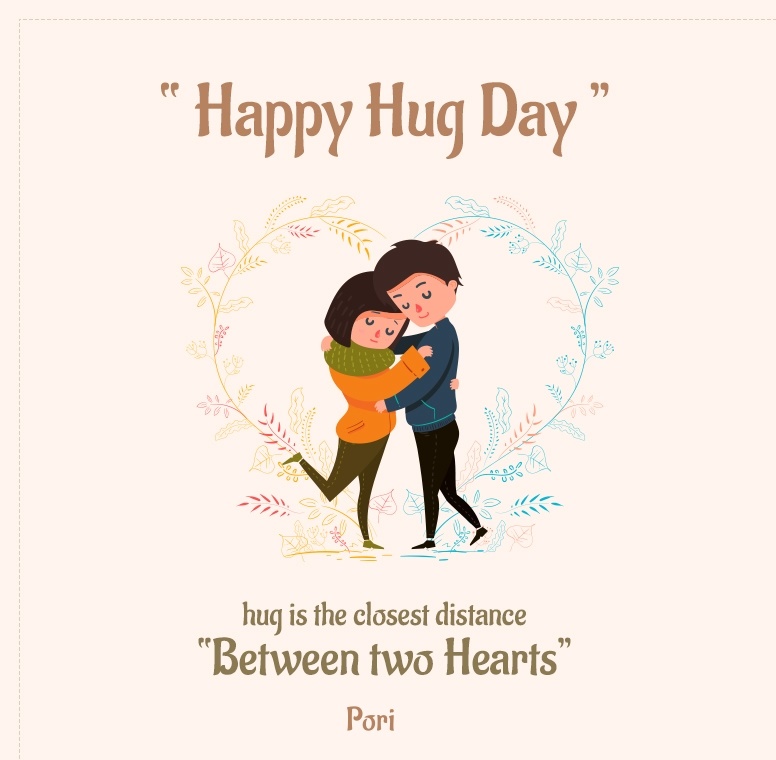 “ Happy Hug Day ”
hug is the closest distance
“Between two Hearts”
Pori